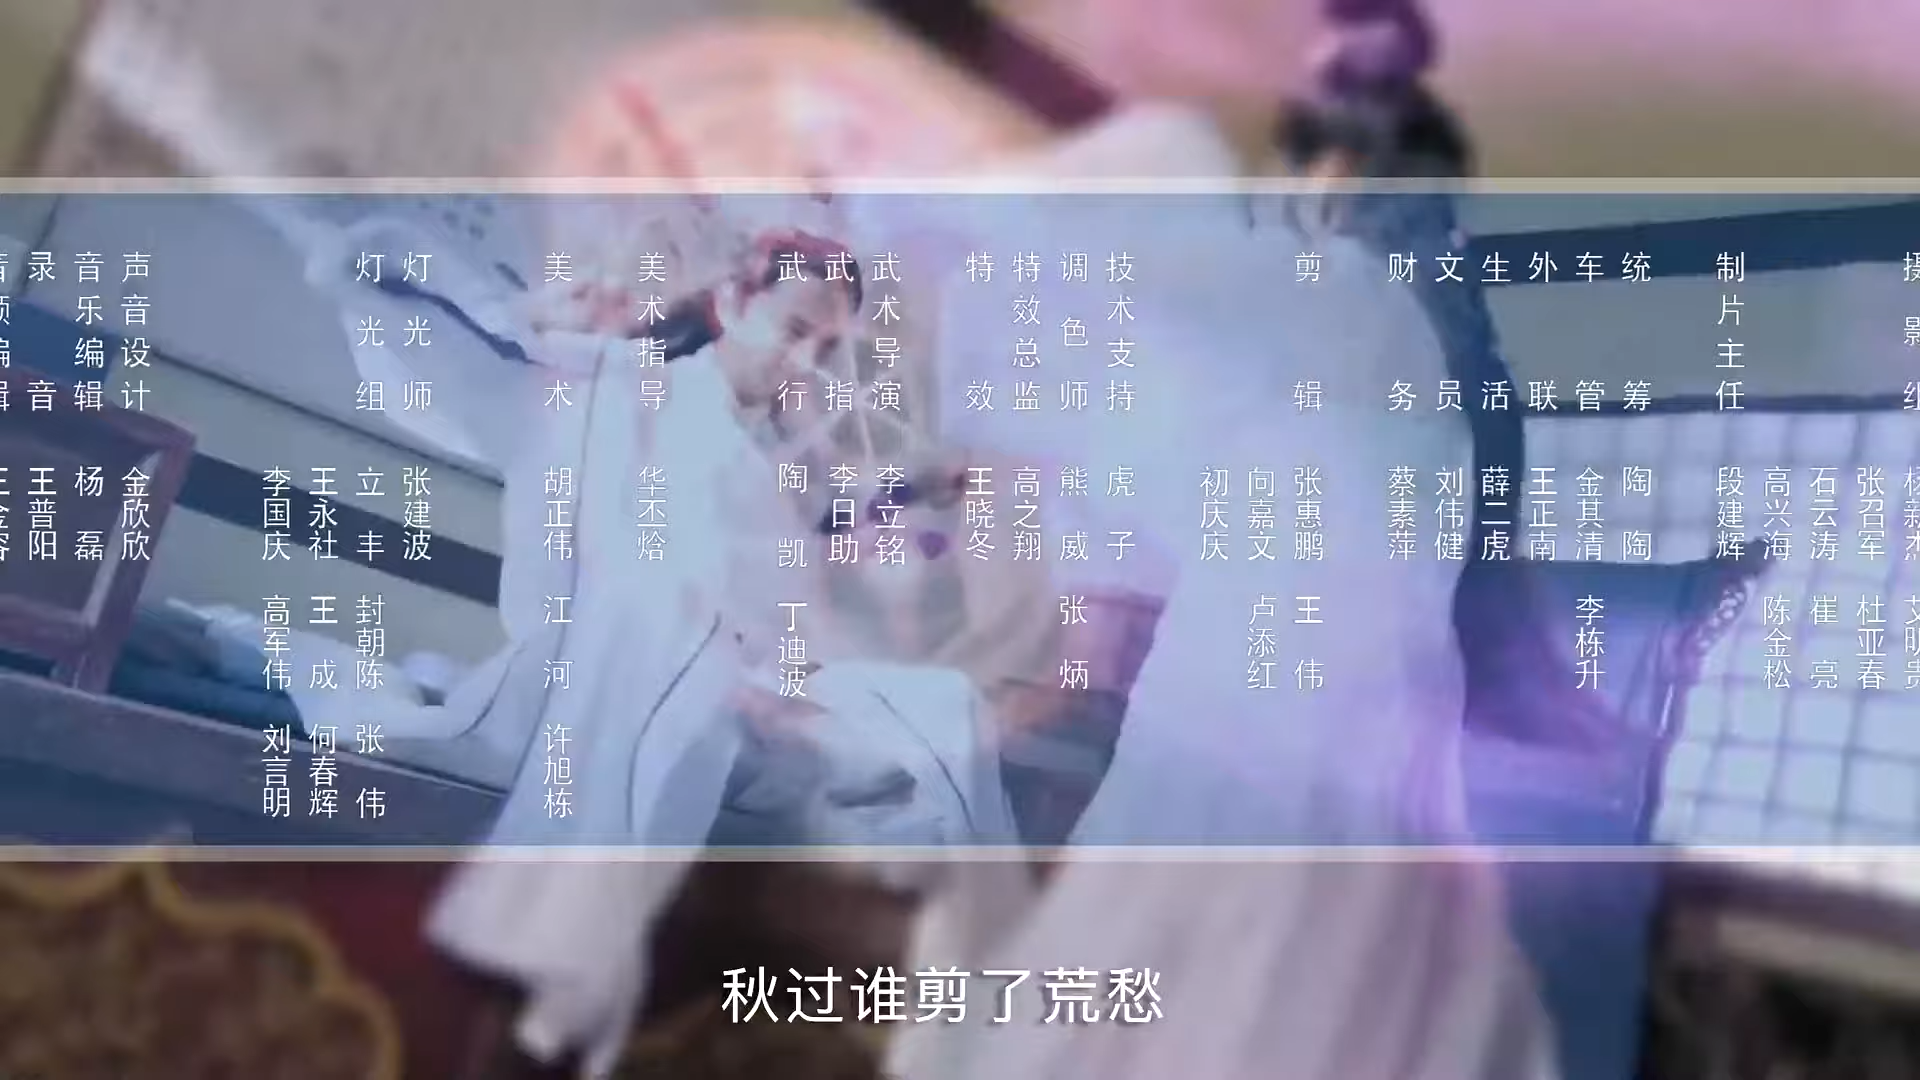 摄影组
张召军 杜亚春
石云涛 崔亮
高兴海 陈金松
制片主任 段建辉
统筹 陶陶
车管 金其清 李栋升
外联 王正南
生活 薛二虎
文员 刘伟健
财务 蔡素萍
剪辑 张惠鹏 王伟
向嘉文 卢添红
初庆庆
技术支持 虎子
调色师 熊威 张炳
特效总监 高之翔
特效 王晓冬
武术导演 李立铭
武指 李日助
武行 陶凯 丁迪波
美术指导 华丕焓
美术 胡正伟 江河 许旭栋
灯光师 张建波
灯光组 立丰 封朝陈 张伟
王永社 王成 何春辉
李国庆 高军伟 刘言明
声音设计 金欣欣
音乐编辑 杨磊
录音 王普阳
秋过谁剪了荒愁